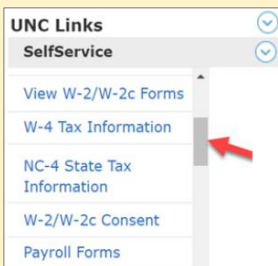 UNC Links
SelfService
View W-2/W-2c Forms
W-4 Tax Information
NC-4 State Tax
Information
W-2/W-2c Consent
Payroll Forms